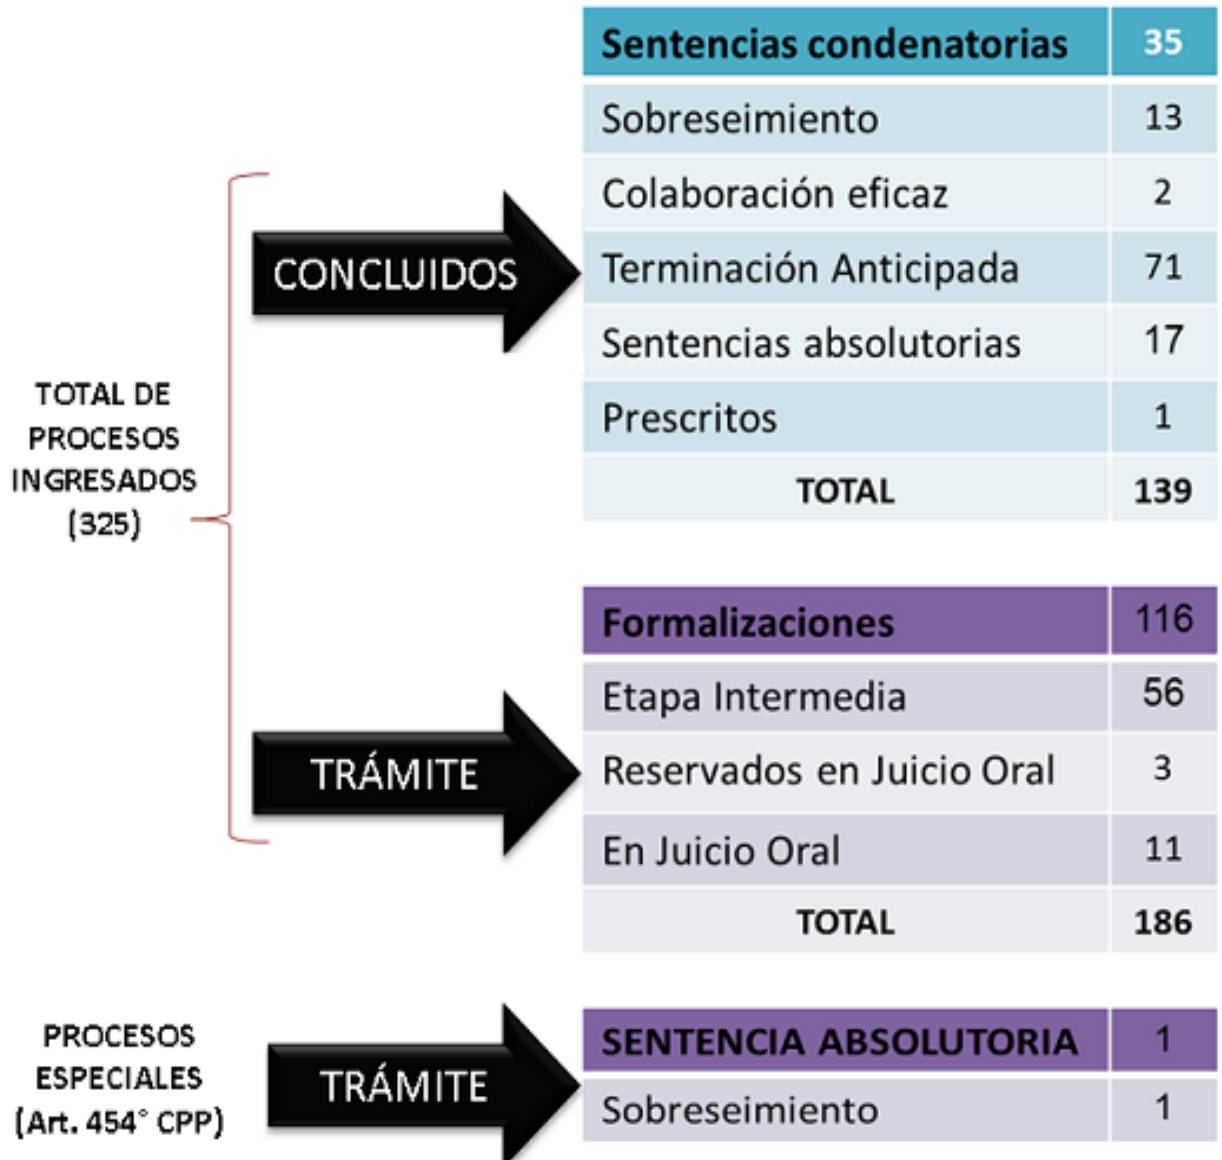 TOTAL DE
PROCESOS
INGRESADOS
(325)
CONCLUIDOS
Sentencias condenatorias 35
Sobreseimiento 13
Colaboración eficaz 2
Terminación Anticipada 71
Sentencias absolutorias 17
Prescritos 1
TOTAL 139
TRÁMITE
Formalizaciones 116
Etapa Intermedia 56
Reservados en Juicio Oral 3
En Juicio Oral 11
TOTAL 186
PROCESOS
ESPECIALES
(Art. 454° CPP)
TRÁMITE
SENTENCIA ABSOLUTORIA 1
Sobreseimiento 1